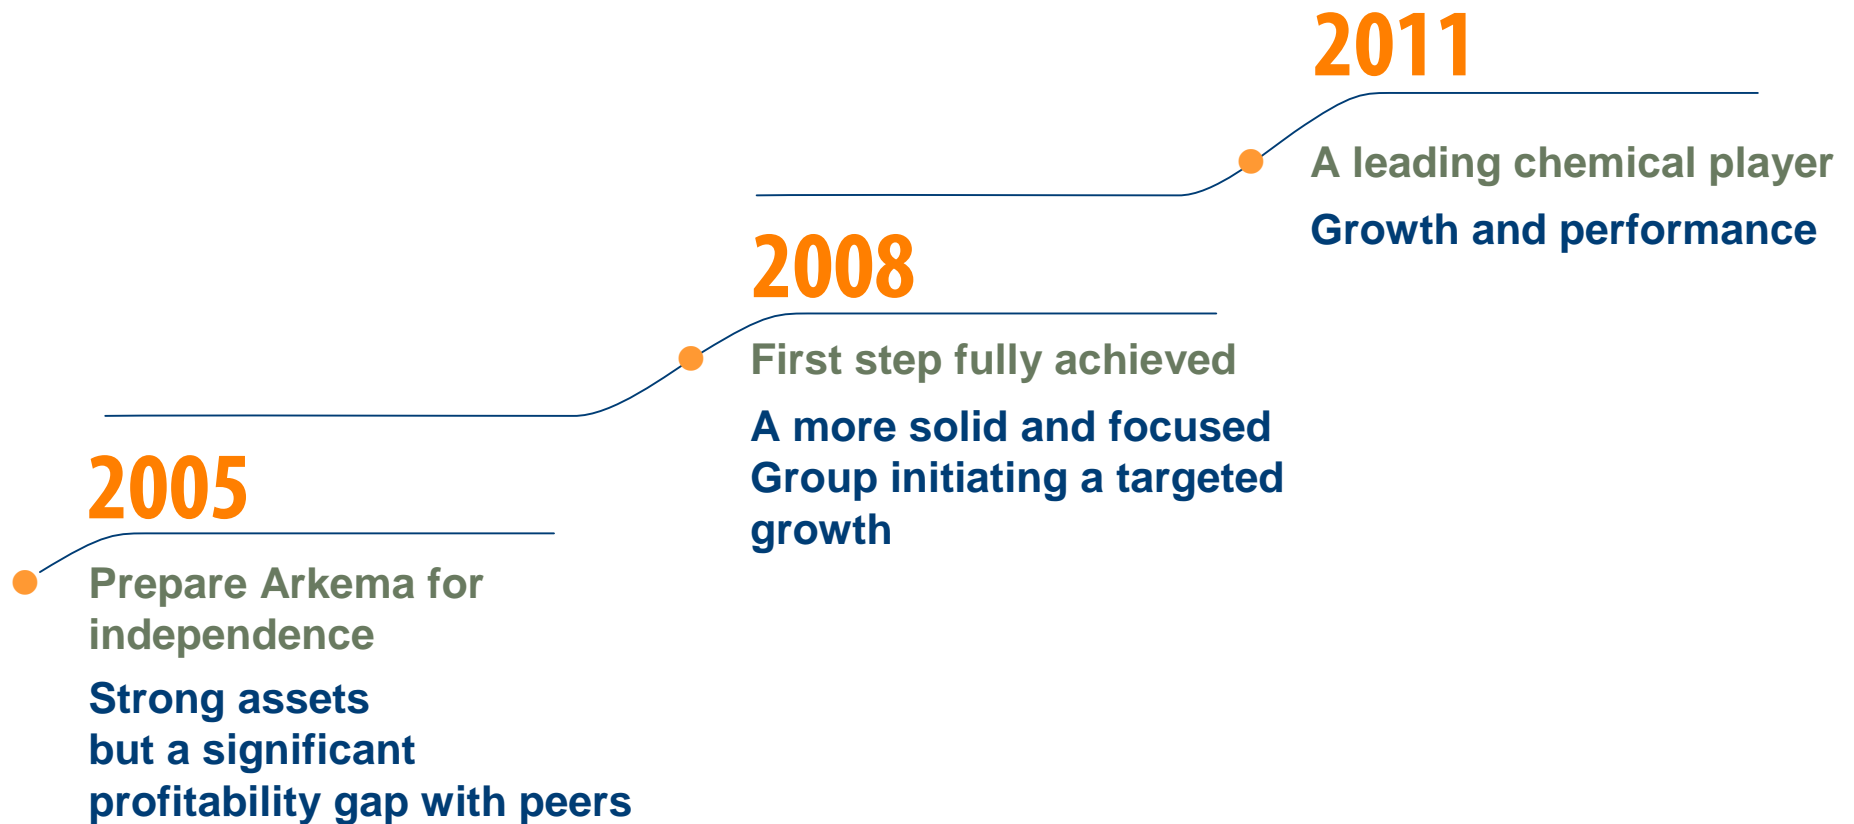 2011
A leading chemical player
Growth and performance
2008
First step fully achieved
A more solid and focused
Group initiating a targeted
growth
2005
Prepare Arkema for
independence
Strong assets
but a significant
profitability gap with peers